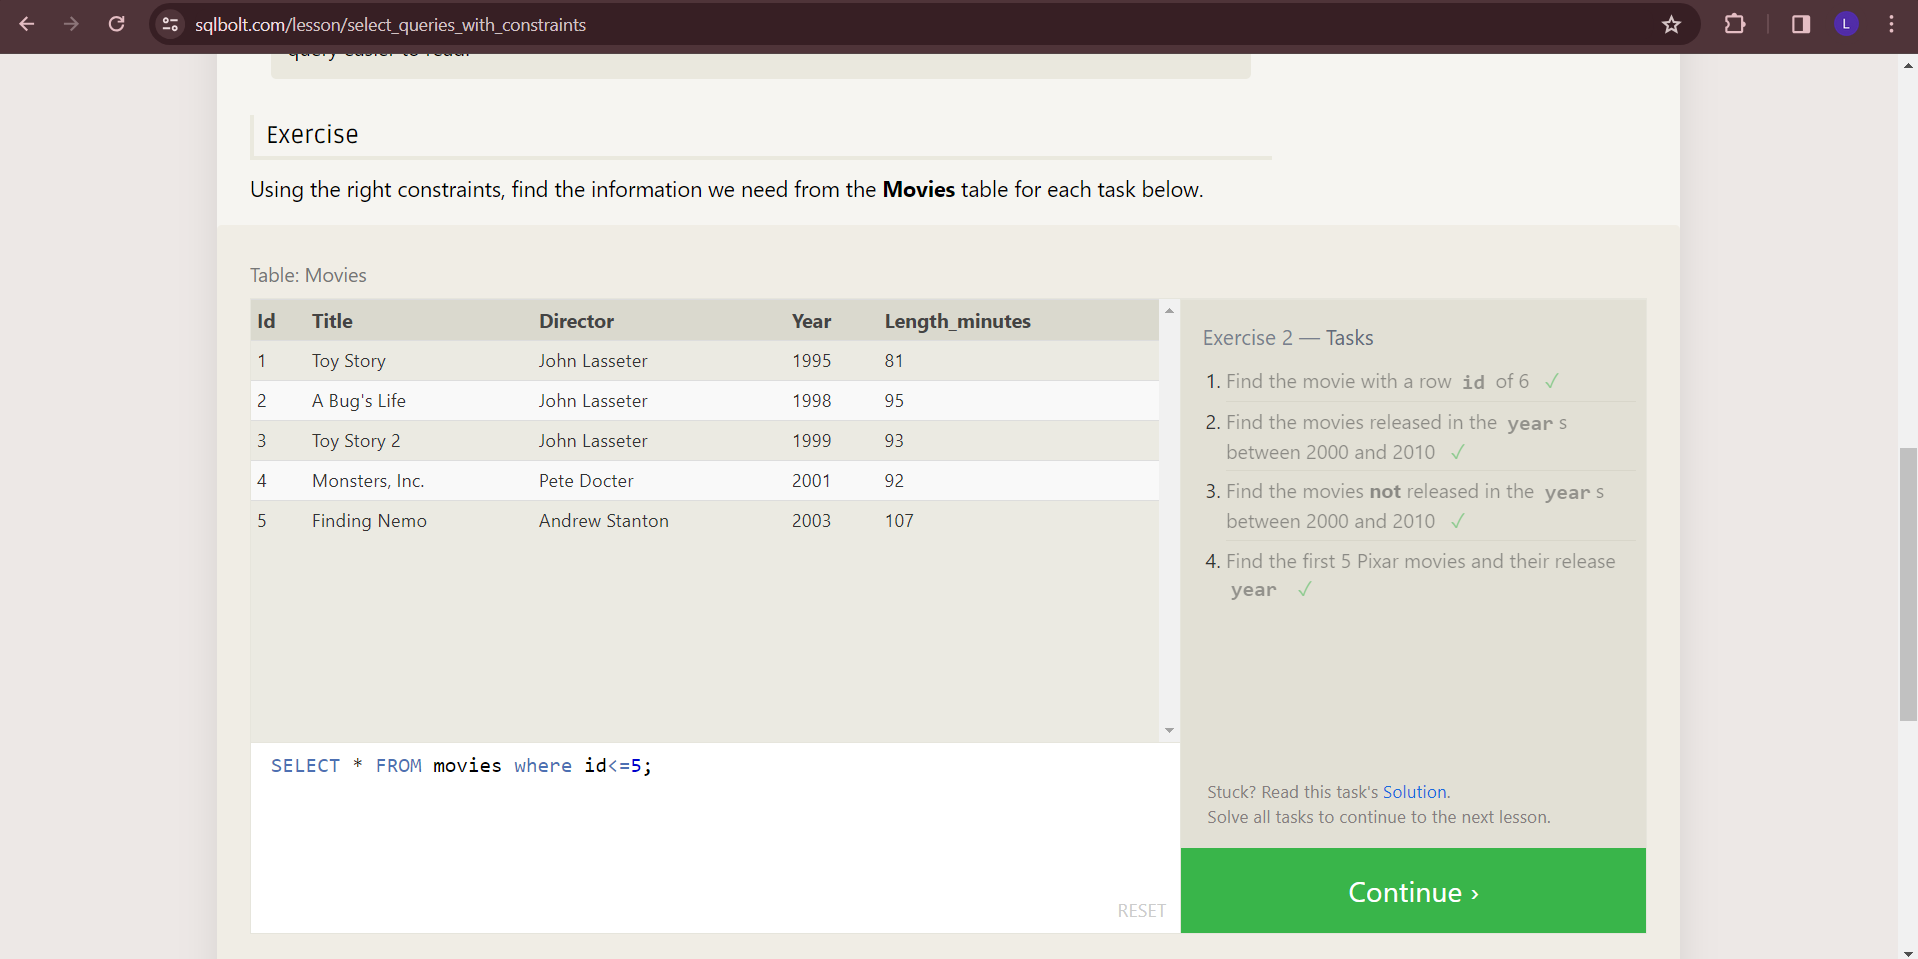 sqlbolt.com/lesson/select_queries_with_constraints
L
query easier to read.
Exercise
Using the right constraints, find the information we need from the Movies table for each task below.
Table: Movies
Id Title Director Year Length_minutes
1 Toy Story John Lasseter 1995 81
2 A Bug's Life John Lasseter 1998 95
3 Toy Story 2 John Lasseter 1999 93
4 Monsters, Inc. Pete Docter 2001 92
5 Finding Nemo Andrew Stanton 2003 107
SELECT * FROM movies where id<=5;
RESET
Exercise 2 — Tasks
1. Find the movie with a row id of 6 ✓
2. Find the movies released in the year s
between 2000 and 2010 ✓
3. Find the movies not released in the year s
between 2000 and 2010 ✓
4. Find the first 5 Pixar movies and their release
year ✓
Stuck? Read this task's Solution.
Solve all tasks to continue to the next lesson.
Continue ›